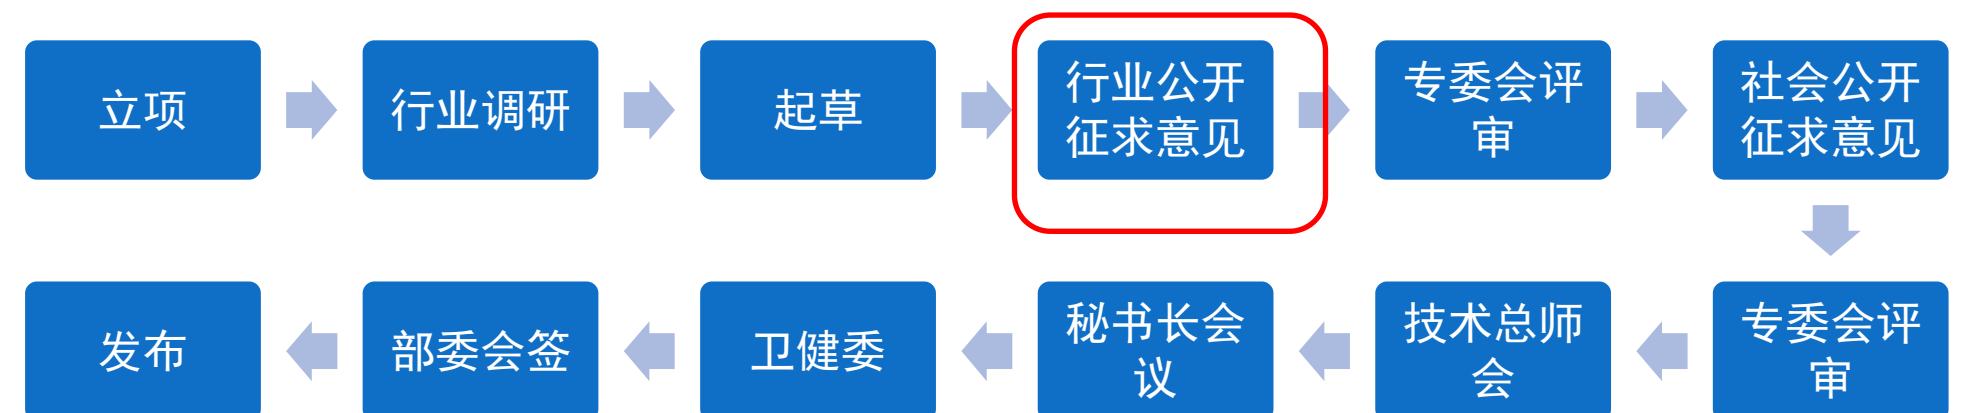 立项
行业调研
起草
行业公开
征求意见
专委会评
审
社会公开
征求意见
发布
部委会签
卫健委
秘书长会
议
技术总师
会
专委会评
审